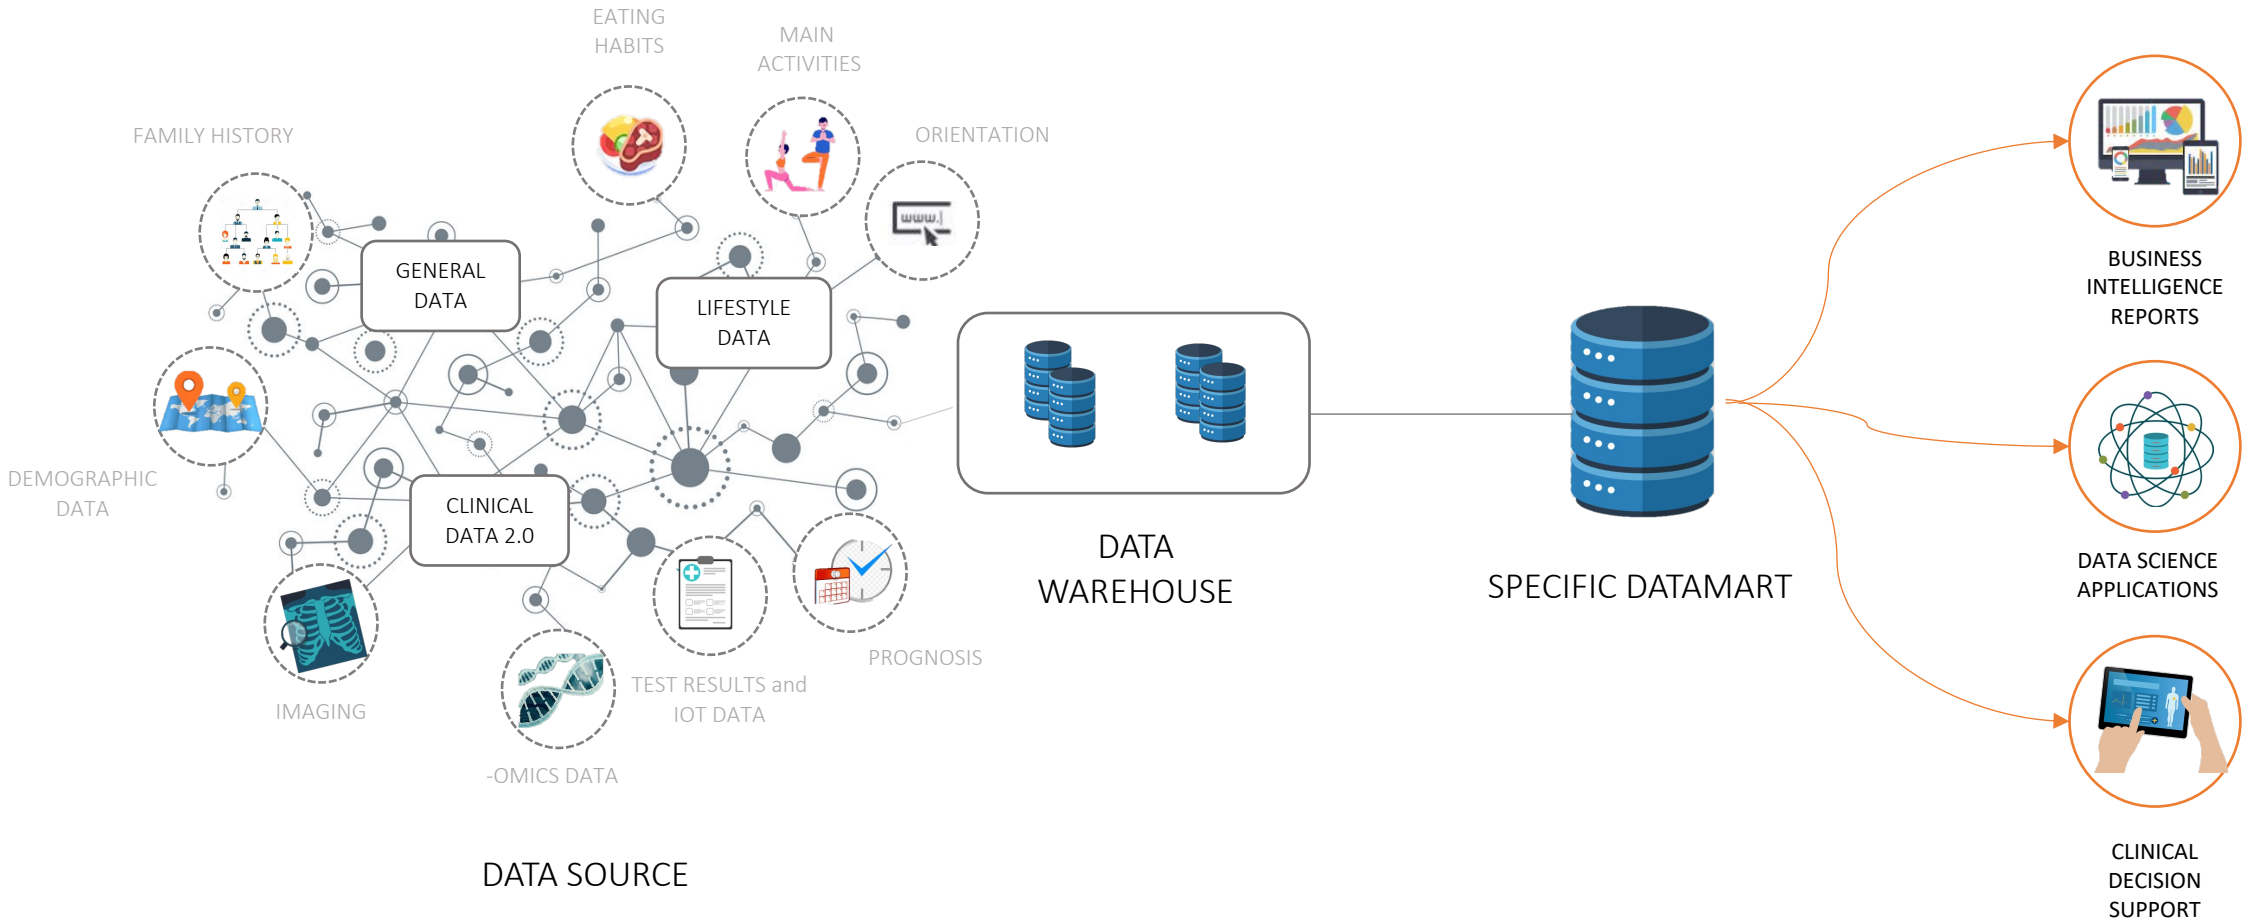 EATING
HABITS
MAIN
ACTIVITIES
FAMILY HISTORY
ORIENTATION
www.|
GENERAL
DATA
LIFESTYLE
DATA
DEMOGRAPHIC
DATA
CLINICAL
DATA 2.0
IMAGING
-OMICS DATA
TEST RESULTS and
IOT DATA
PROGNOSIS
DATA SOURCE
DATA
WAREHOUSE
SPECIFIC DATAMART
BUSINESS
INTELLIGENCE
REPORTS
DATA SCIENCE
APPLICATIONS
CLINICAL
DECISION
SUPPORT